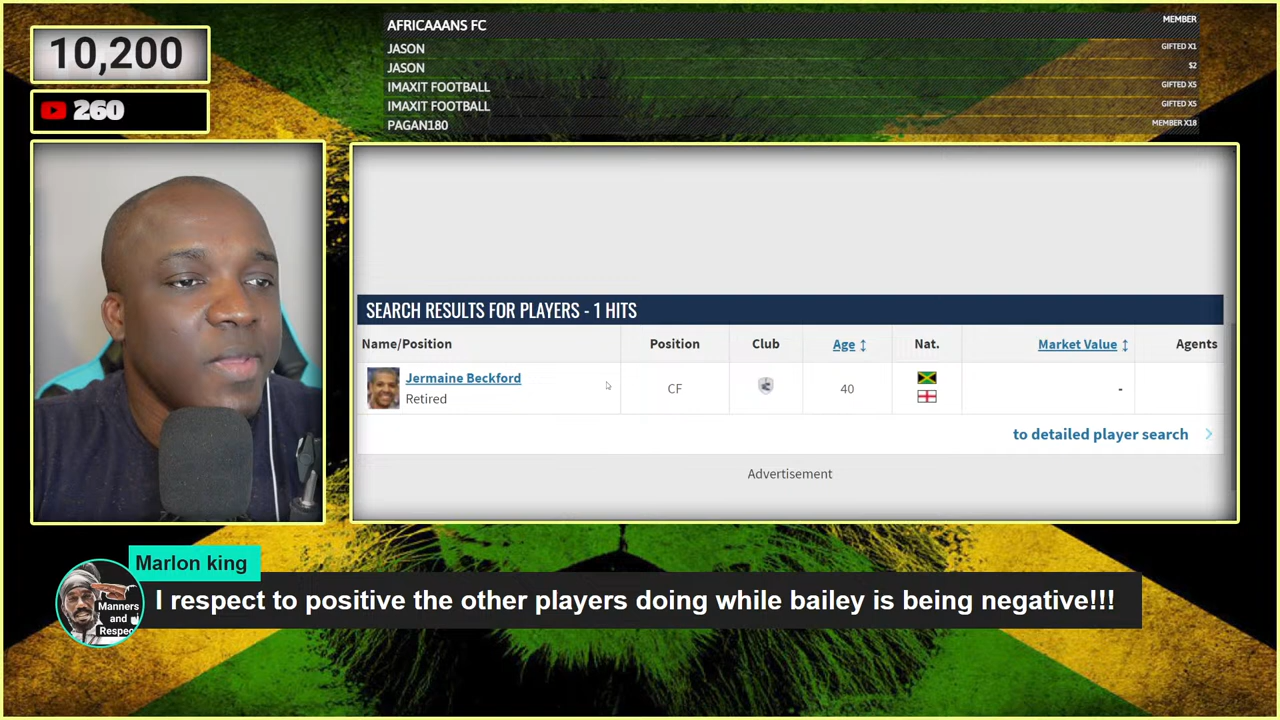 10,200
260
AFRICAAANS FC MEMBER
JASON GIFTED X1
JASON $2
IMAXIT FOOTBALL GIFTED X5
IMAXIT FOOTBALL GIFTED X5
PAGAN180 MEMBER X18
SEARCH RESULTS FOR PLAYERS - 1 HITS
Name/Position Position Club Age Nat. Market Value Agents
Jermaine Beckford
Retired
CF 40 -
to detailed player search
Advertisement
Marlon king
Manners
and
Respec
I respect to positive the other players doing while bailey is being negative!!!